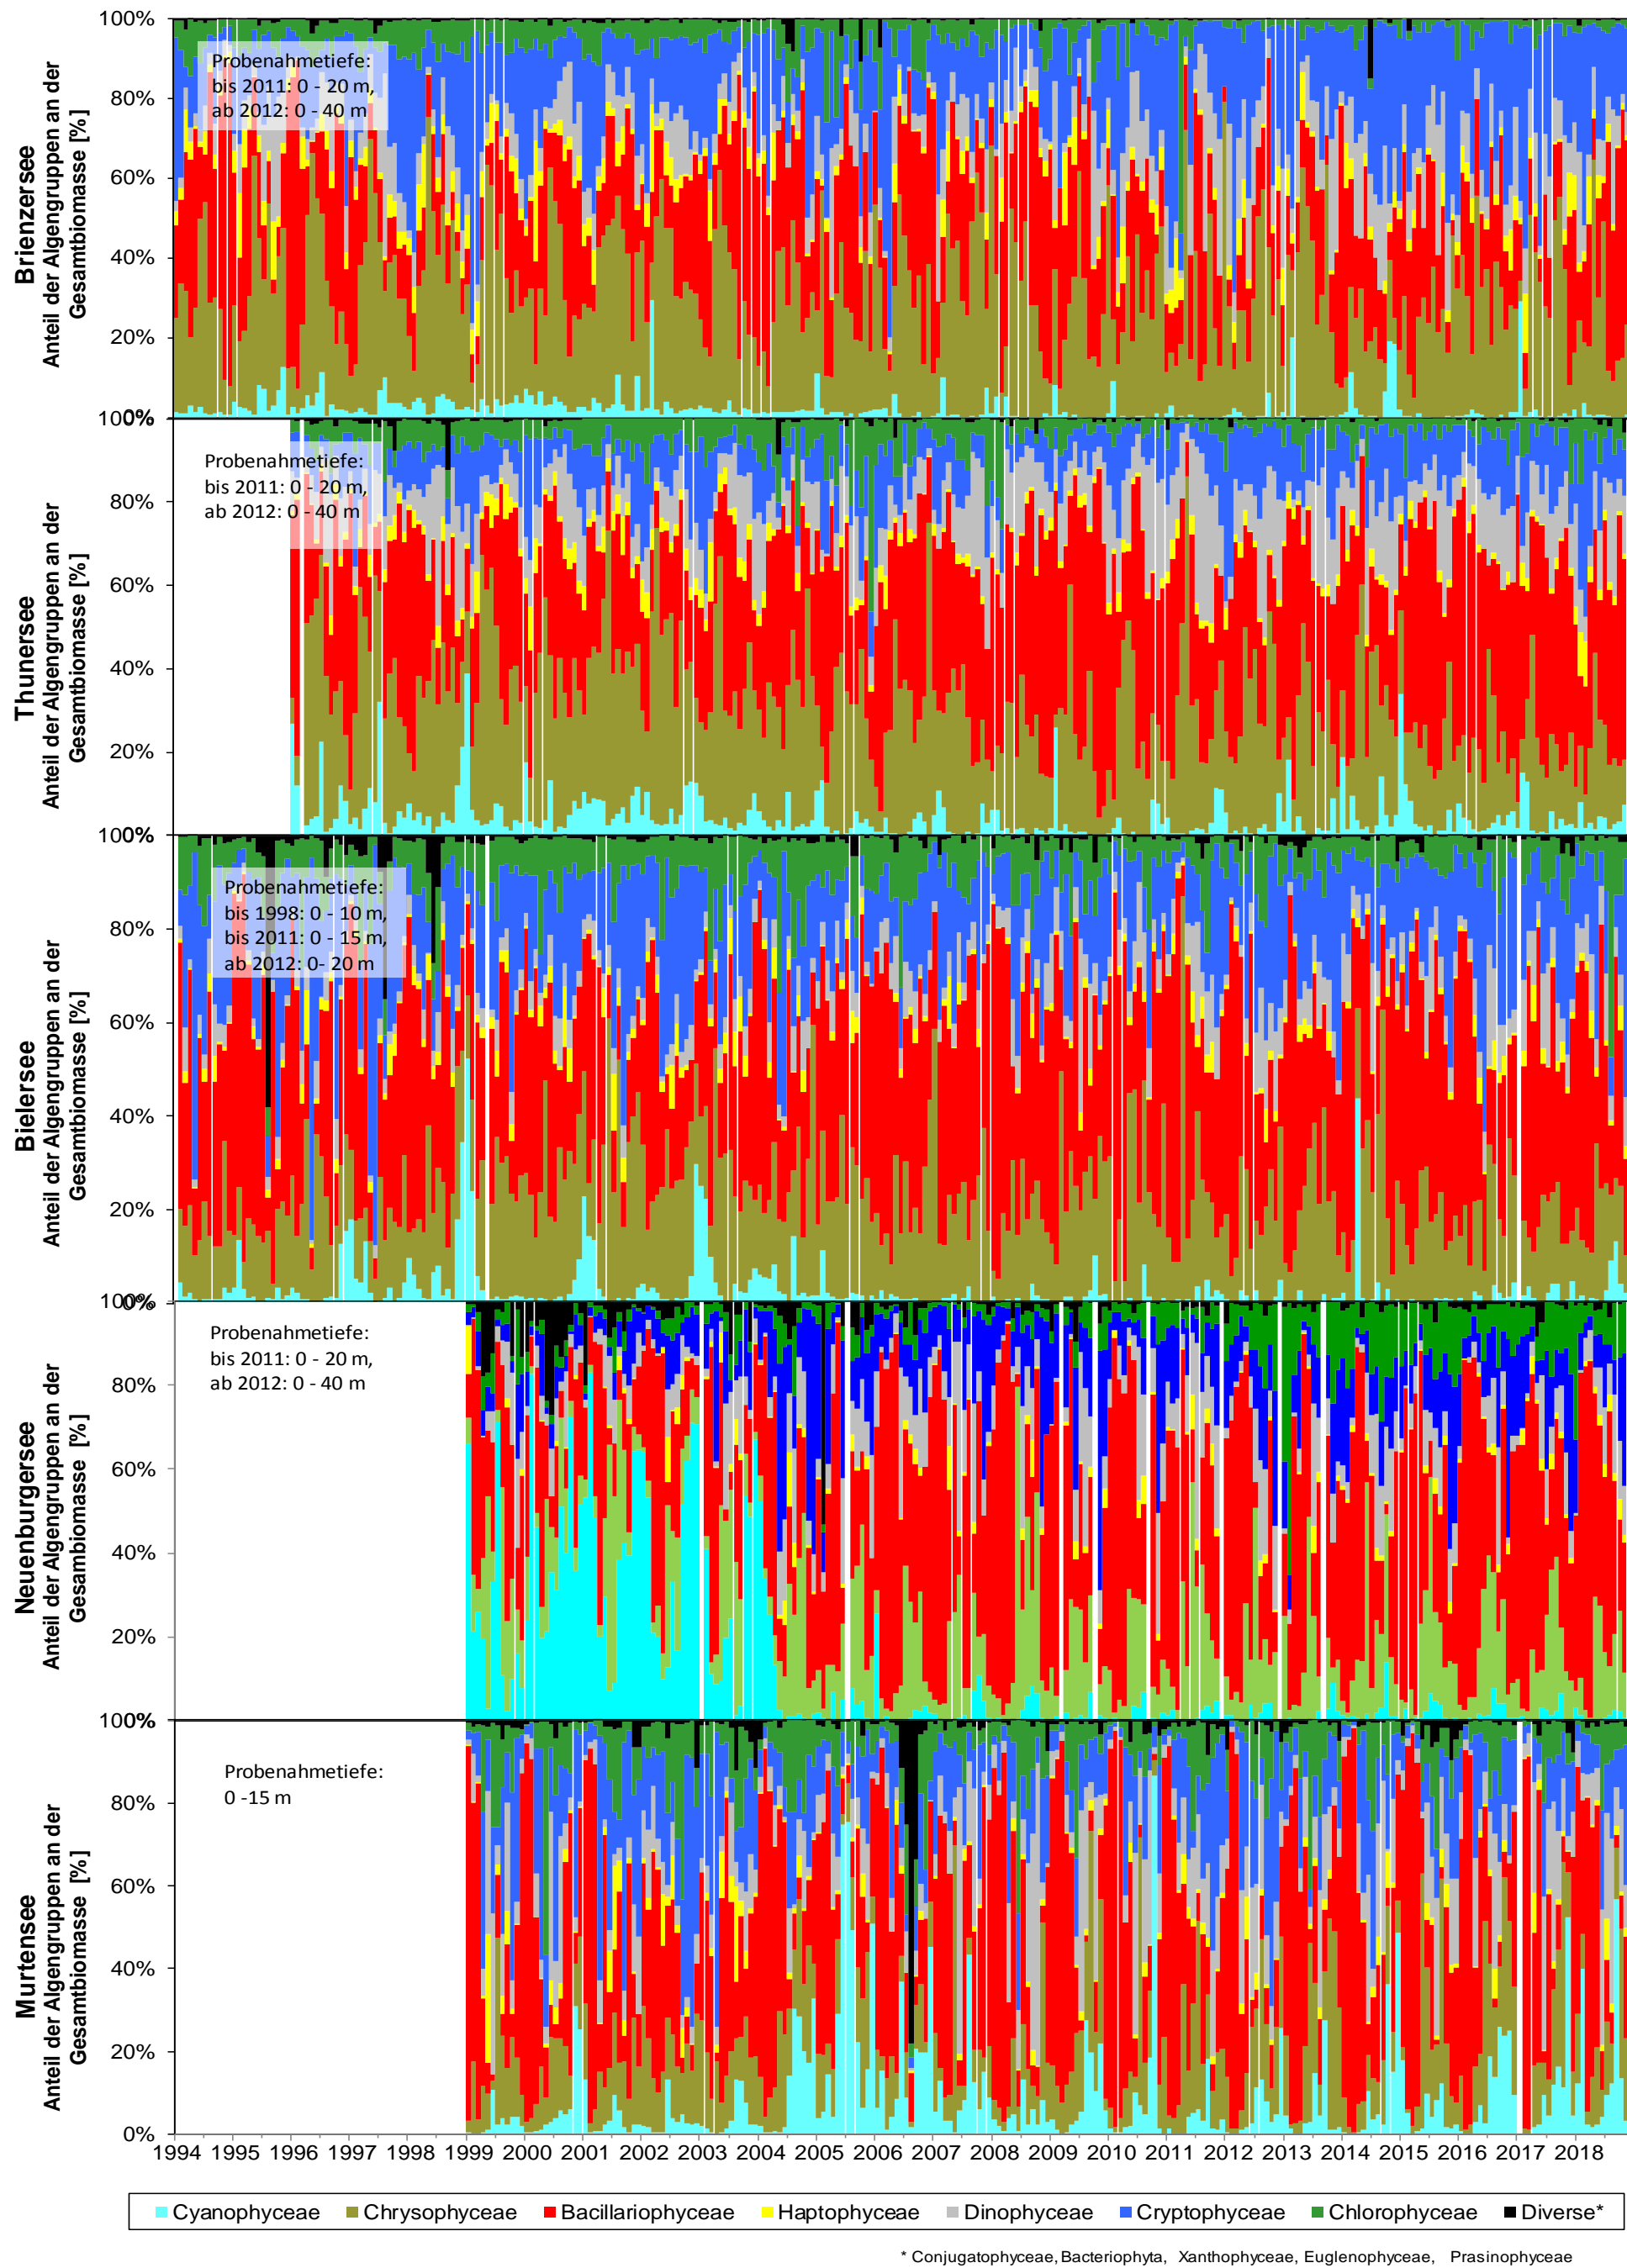 Brienzersee
Anteil der Algengruppen an der
Gesamtbiomasse [%]
100%
80%
60%
40%
20%
0%
Probenahmetiefe:
bis 2011: 0 - 20 m,
ab 2012: 0 - 40 m
Thunersee
Anteil der Algengruppen an der
Gesamtbiomasse [%]
100%
80%
60%
40%
20%
0%
Probenahmetiefe:
bis 2011: 0 - 20 m,
ab 2012: 0 - 40 m
Bielersee
Anteil der Algengruppen an der
Gesamtbiomasse [%]
100%
80%
60%
40%
20%
0%
Probenahmetiefe:
bis 1998: 0 - 10 m,
bis 2011: 0 - 15 m,
ab 2012: 0- 20 m
Neuenburgersee
Anteil der Algengruppen an der
Gesambiomasse [%]
100%
80%
60%
40%
20%
0%
Probenahmetiefe:
bis 2011: 0 - 20 m,
ab 2012: 0 - 40 m
Murtensee
Anteil der Algengruppen an der
Gesamtbiomasse [%]
100%
80%
60%
40%
20%
0%
Probenahmetiefe:
0 -15 m
1994 1995 1996 1997 1998 1999 2000 2001 2002 2003 2004 2005 2006 2007 2008 2009 2010 2011 2012 2013 2014 2015 2016 2017 2018
Cyanophyceae Chrysophyceae Bacillariophyceae Haptophyceae Dinophyceae Cryptophyceae Chlorophyceae Diverse*
* Conjugatophyceae, Bacteriophyta, Xanthophyceae, Euglenophyceae, Prasinophyceae